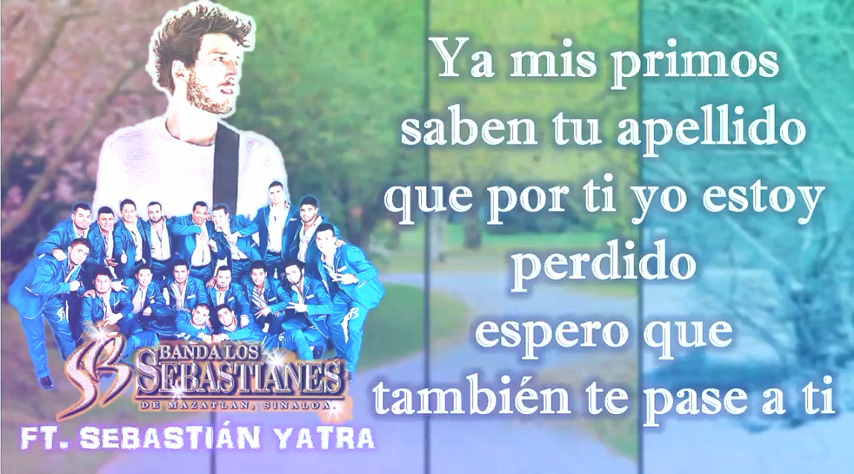 Ya mis primos
saben tu apellido
que por ti yo estoy
perdido
espero que
también te pase a ti
SB
BANDA LOS
SEBASTIANES
DE MAZATLAN, SINALOA.
FT. SEBASTIÁN YATRA